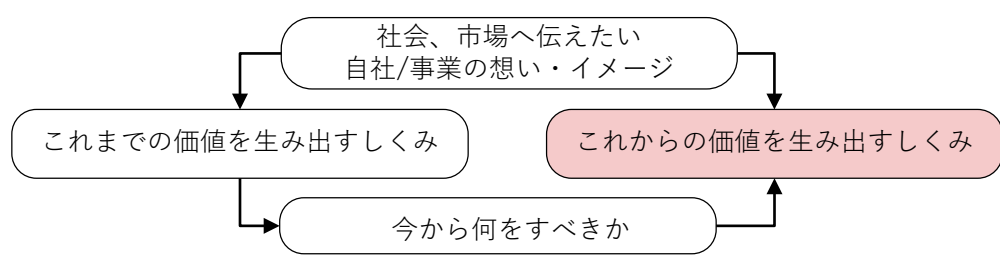 社会、市場へ伝えたい
自社/事業の想い・イメージ
これまでの価値を生み出すしくみ
これからの価値を生み出すしくみ
今から何をすべきか